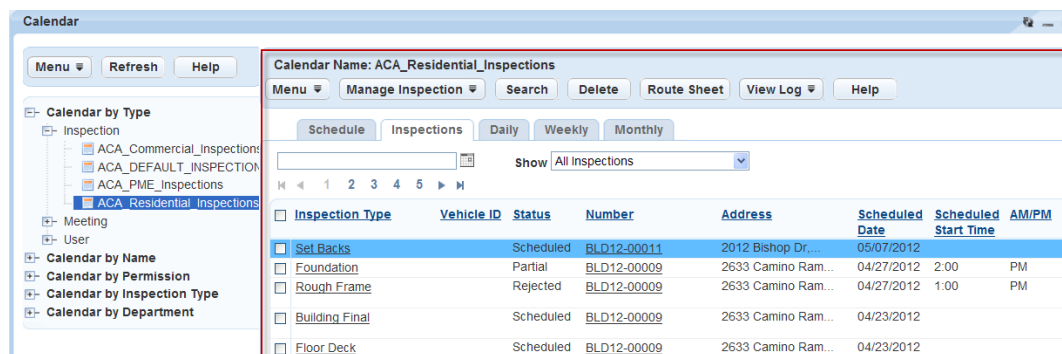 Calendar
Menu Refresh Help
Calendar by Type
Inspection
ACA_Commercial_Inspections
ACA_DEFAULT_INSPECTION
ACA_PME_Inspections
ACA_Residential_Inspections
Meeting
User
Calendar by Name
Calendar by Permission
Calendar by Inspection Type
Calendar by Department
Calendar Name: ACA_Residential_Inspections
Menu Manage Inspection Search Delete Route Sheet View Log Help
Schedule Inspections Daily Weekly Monthly
Show All Inspections
1 2 3 4 5
Inspection Type Vehicle ID Status Number Address Scheduled Date Scheduled Start Time AM/PM
Set Backs Scheduled BLD12-00011 2012 Bishop Dr,... 05/07/2012
Foundation Partial BLD12-00009 2633 Camino Ram... 04/27/2012 2:00 PM
Rough Frame Rejected BLD12-00009 2633 Camino Ram... 04/27/2012 1:00 PM
Building Final Scheduled BLD12-00009 2633 Camino Ram... 04/23/2012
Floor Deck Scheduled BLD12-00009 2633 Camino Ram... 04/23/2012